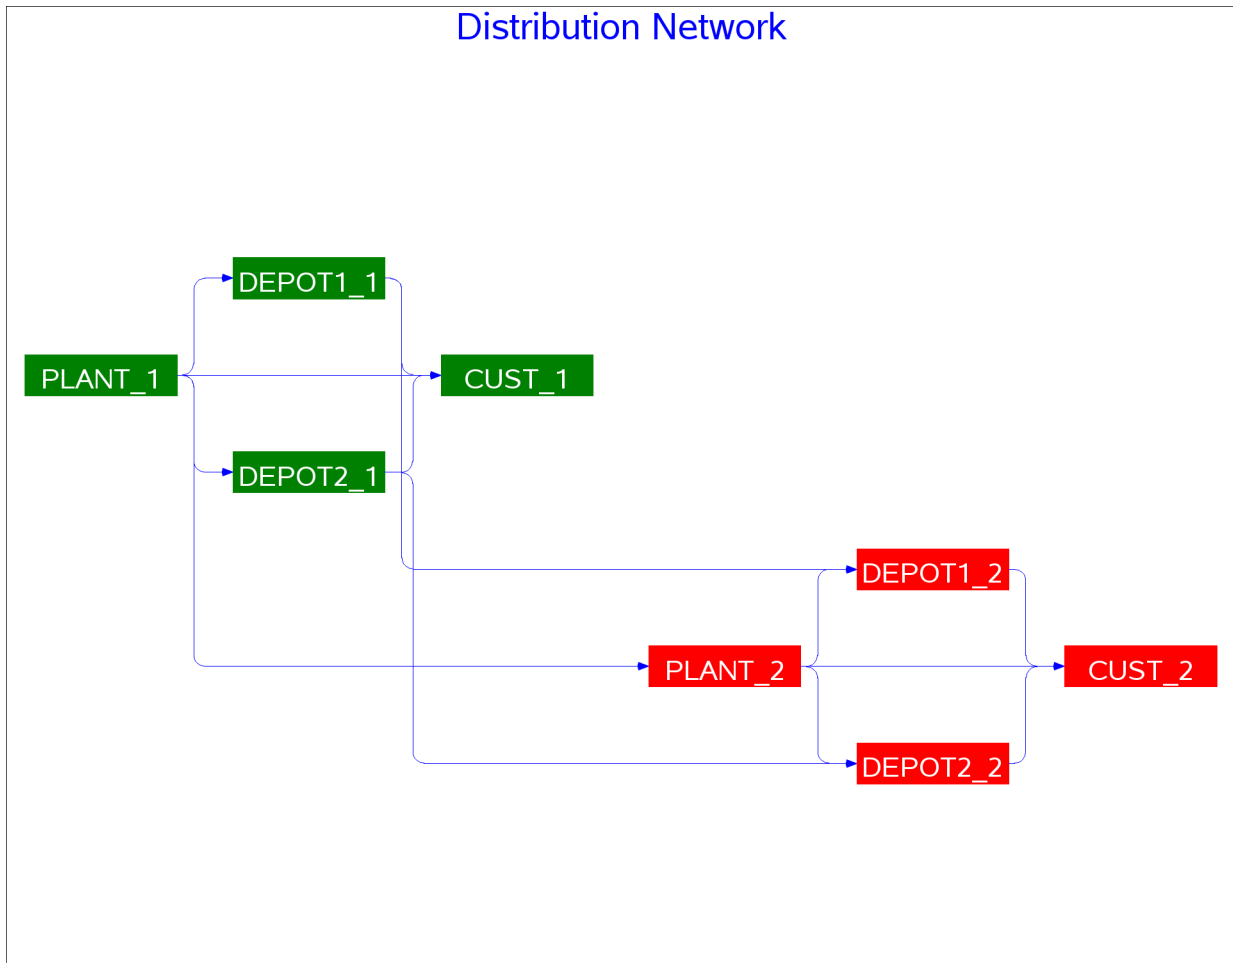 Distribution Network
DEPOT1_1
PLANT_1
CUST_1
DEPOT2_1
DEPOT1_2
PLANT_2
CUST_2
DEPOT2_2